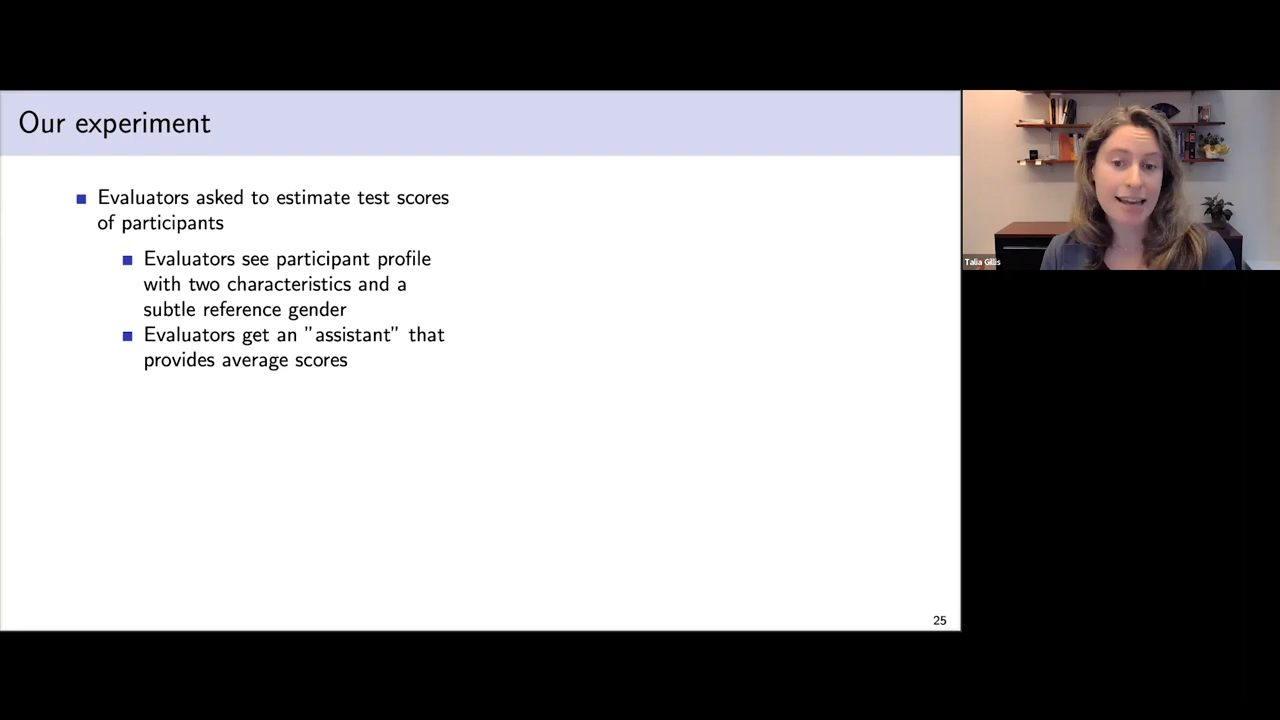 Our experiment
Evaluators asked to estimate test scores
of participants
Evaluators see participant profile
with two characteristics and a
subtle reference gender
Evaluators get an "assistant" that
provides average scores
25
Talia Gillis